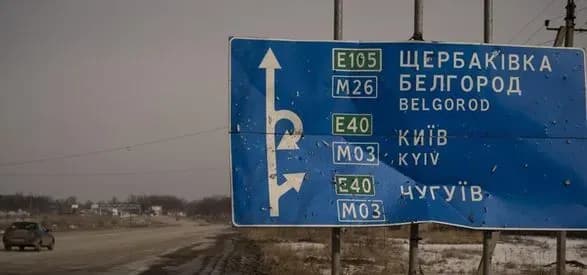 E105 ЩЕРБАКІВКА
M26 БЕЛГОРОД
BELGOROD
E40 КИЇВ
M03 KYIV
E40 ЧУГУЇВ
M03